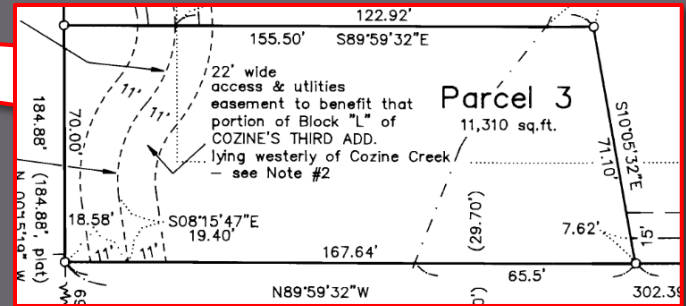 122.92'
155.50' S89°59'32"E
22' wide
access & utlities
easement to benefit that
portion of Block "L" of
COZINE'S THIRD ADD.
lying westerly of Cozine Creek
– see Note #2
Parcel 3
11,310 sq.ft.
S10°05'32"E
71.10'
11'
11'
184.88'
(184.88', plat)
N 00°15'19" W
70.00'
18.58'
S08°15'47"E
19.40'
11'
11'
167.64'
(29.70')
7.62'
15'
65.5'
N89°59'32"W
302.39